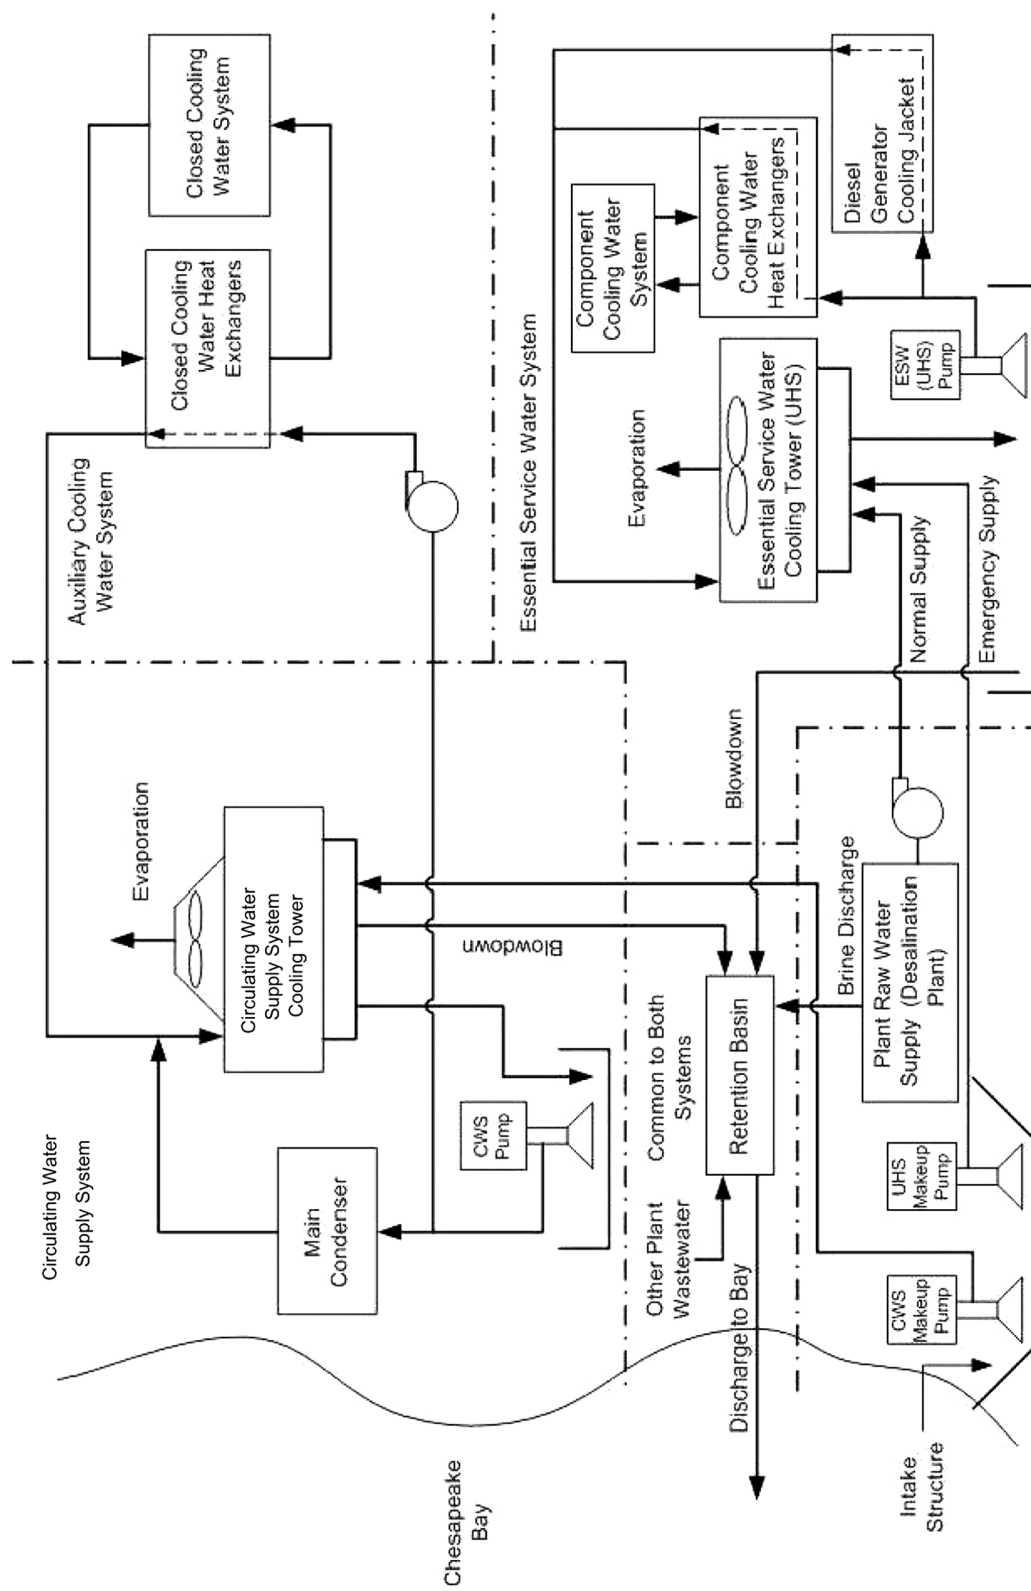 Circulating Water
Supply System
Evaporation
Auxiliary Cooling
Water System
Closed Cooling
Water Heat
Exchangers
Closed Cooling
Water System
Circulating Water
Supply System
Cooling Tower
Main
Condenser
CWS
Pump
Blowdown
Chesapeake
Bay
Essential Service Water System
Evaporation
Component
Cooling Water
System
Component
Cooling Water
Heat Exchangers
Essential Service Water
Cooling Tower (UHS)
Diesel
Generator
Cooling Jacket
ESW
(UHS)
Pump
Other Plant
Wastewater
Common to Both
Systems
Retention Basin
Discharge to Bay
Blowdown
Brine Discharge
Plant Raw Water
Supply (Desalination
Plant)
Normal Supply
Emergency Supply
CWS
Makeup
Pump
UHS
Makeup
Pump
Intake
Structure